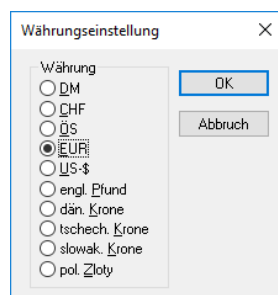 Währungseinstellung
Währung
DM
CHF
ÖS
EUR
US-$
engl. Pfund
dän. Krone
tschech. Krone
slowak. Krone
pol. Zloty
OK
Abbruch